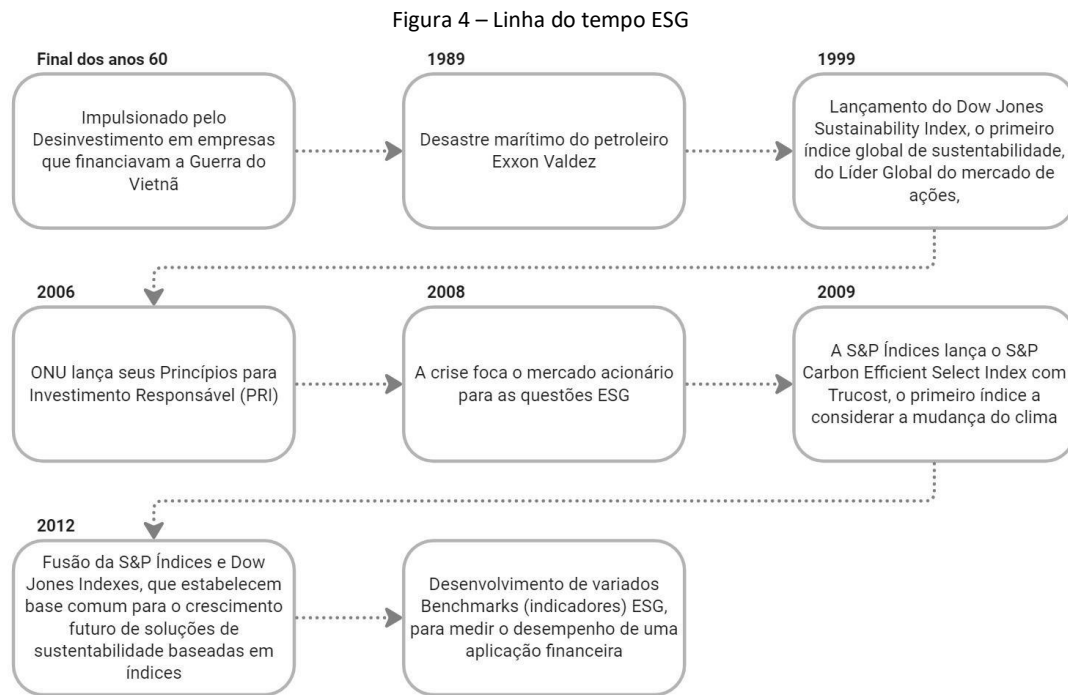 Figura 4 – Linha do tempo ESG
Final dos anos 60
Impulsionado pelo
Desinvestimento em empresas
que financiavam a Guerra do
Vietnã
1989
Desastre marítimo do petroleiro
Exxon Valdez
1999
Lançamento do Dow Jones
Sustainability Index, o primeiro
índice global de sustentabilidade,
do Líder Global do mercado de
ações,
2006
ONU lança seus Princípios para
Investimento Responsável (PRI)
2008
A crise foca o mercado acionário
para as questões ESG
2009
A S&P Índices lança o S&P
Carbon Efficient Select Index com
Trucost, o primeiro índice a
considerar a mudança do clima
2012
Fusão da S&P Índices e Dow
Jones Indexes, que estabelecem
base comum para o crescimento
futuro de soluções de
sustentabilidade baseadas em
índices
Desenvolvimento de variados
Benchmarks (indicadores) ESG,
para medir o desempenho de uma
aplicação financeira